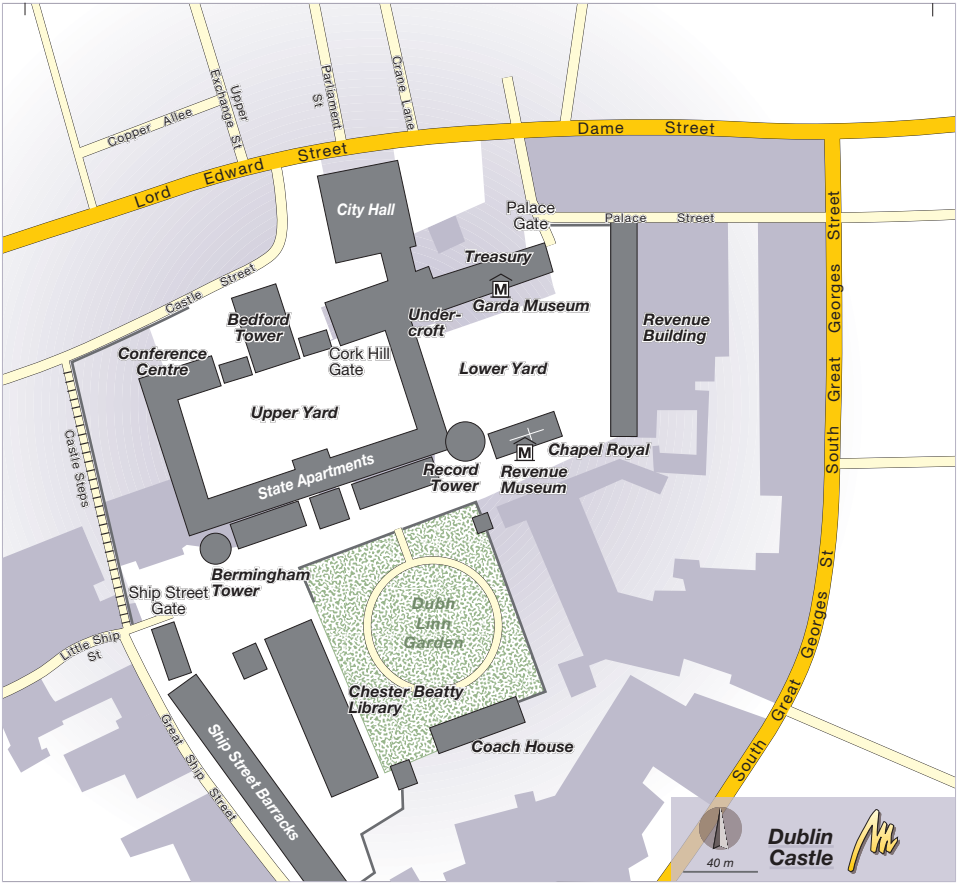 Copper Allee
Upper
Exchange St
Parliament
St
Crane Lane
Lord Edward Street
Dame Street
City Hall
Palace
Gate
Palace Street
Treasury
M
Garda Museum
Castle Street
Bedford
Tower
Under-
croft
Revenue
Building
Conference
Centre
Cork Hill
Gate
Lower Yard
Upper Yard
South Great Georges Street
Castle Steps
State Apartments
Record
Tower
M
Chapel Royal
Revenue
Museum
Bermingham
Tower
Ship Street
Gate
Dubh
Linn
Garden
Little Ship
St
Chester Beatty
Library
Coach House
Great Ship Street
Ship Street Barracks
South Great Georges St
40 m
Dublin
Castle